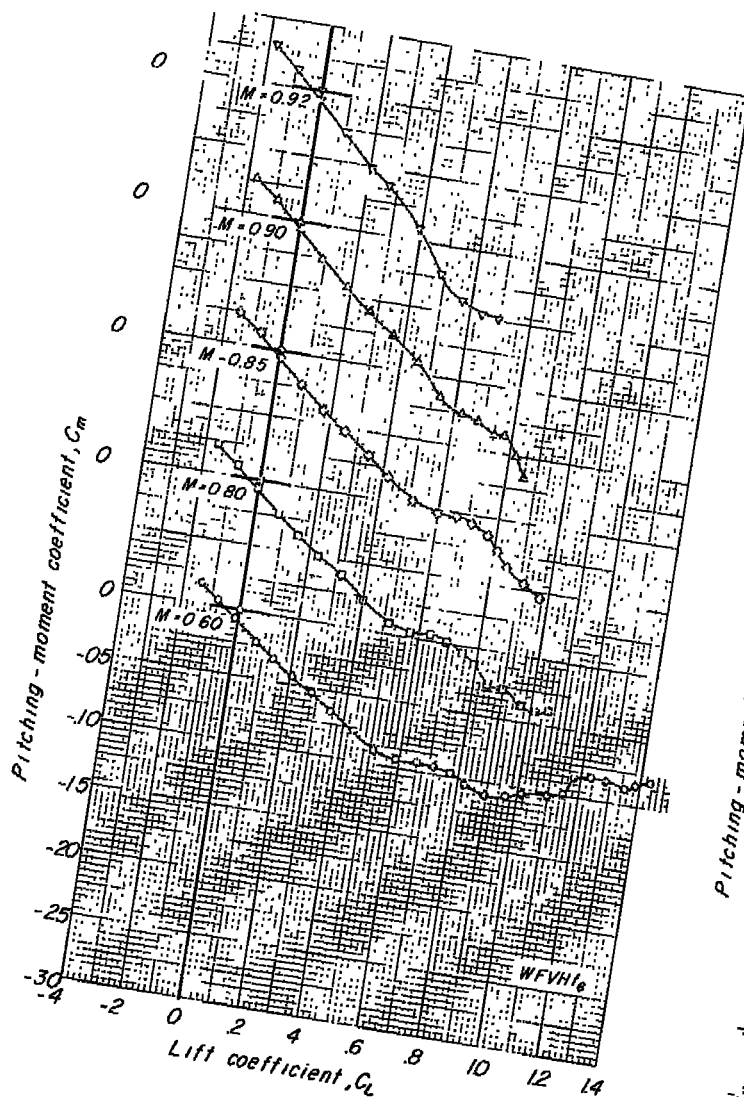 0
M = 0.92
0
M = 0.90
0
M = 0.85
0
M = 0.80
0
M = 0.60
-.05
-.10
-.15
-.20
-.25
-.30
-.4 -.2 0 .2 .4 .6 .8 1.0 1.2 1.4
Pitching-moment coefficient, Cm
Lift coefficient, CL
WFVHf6
Pitching-mom